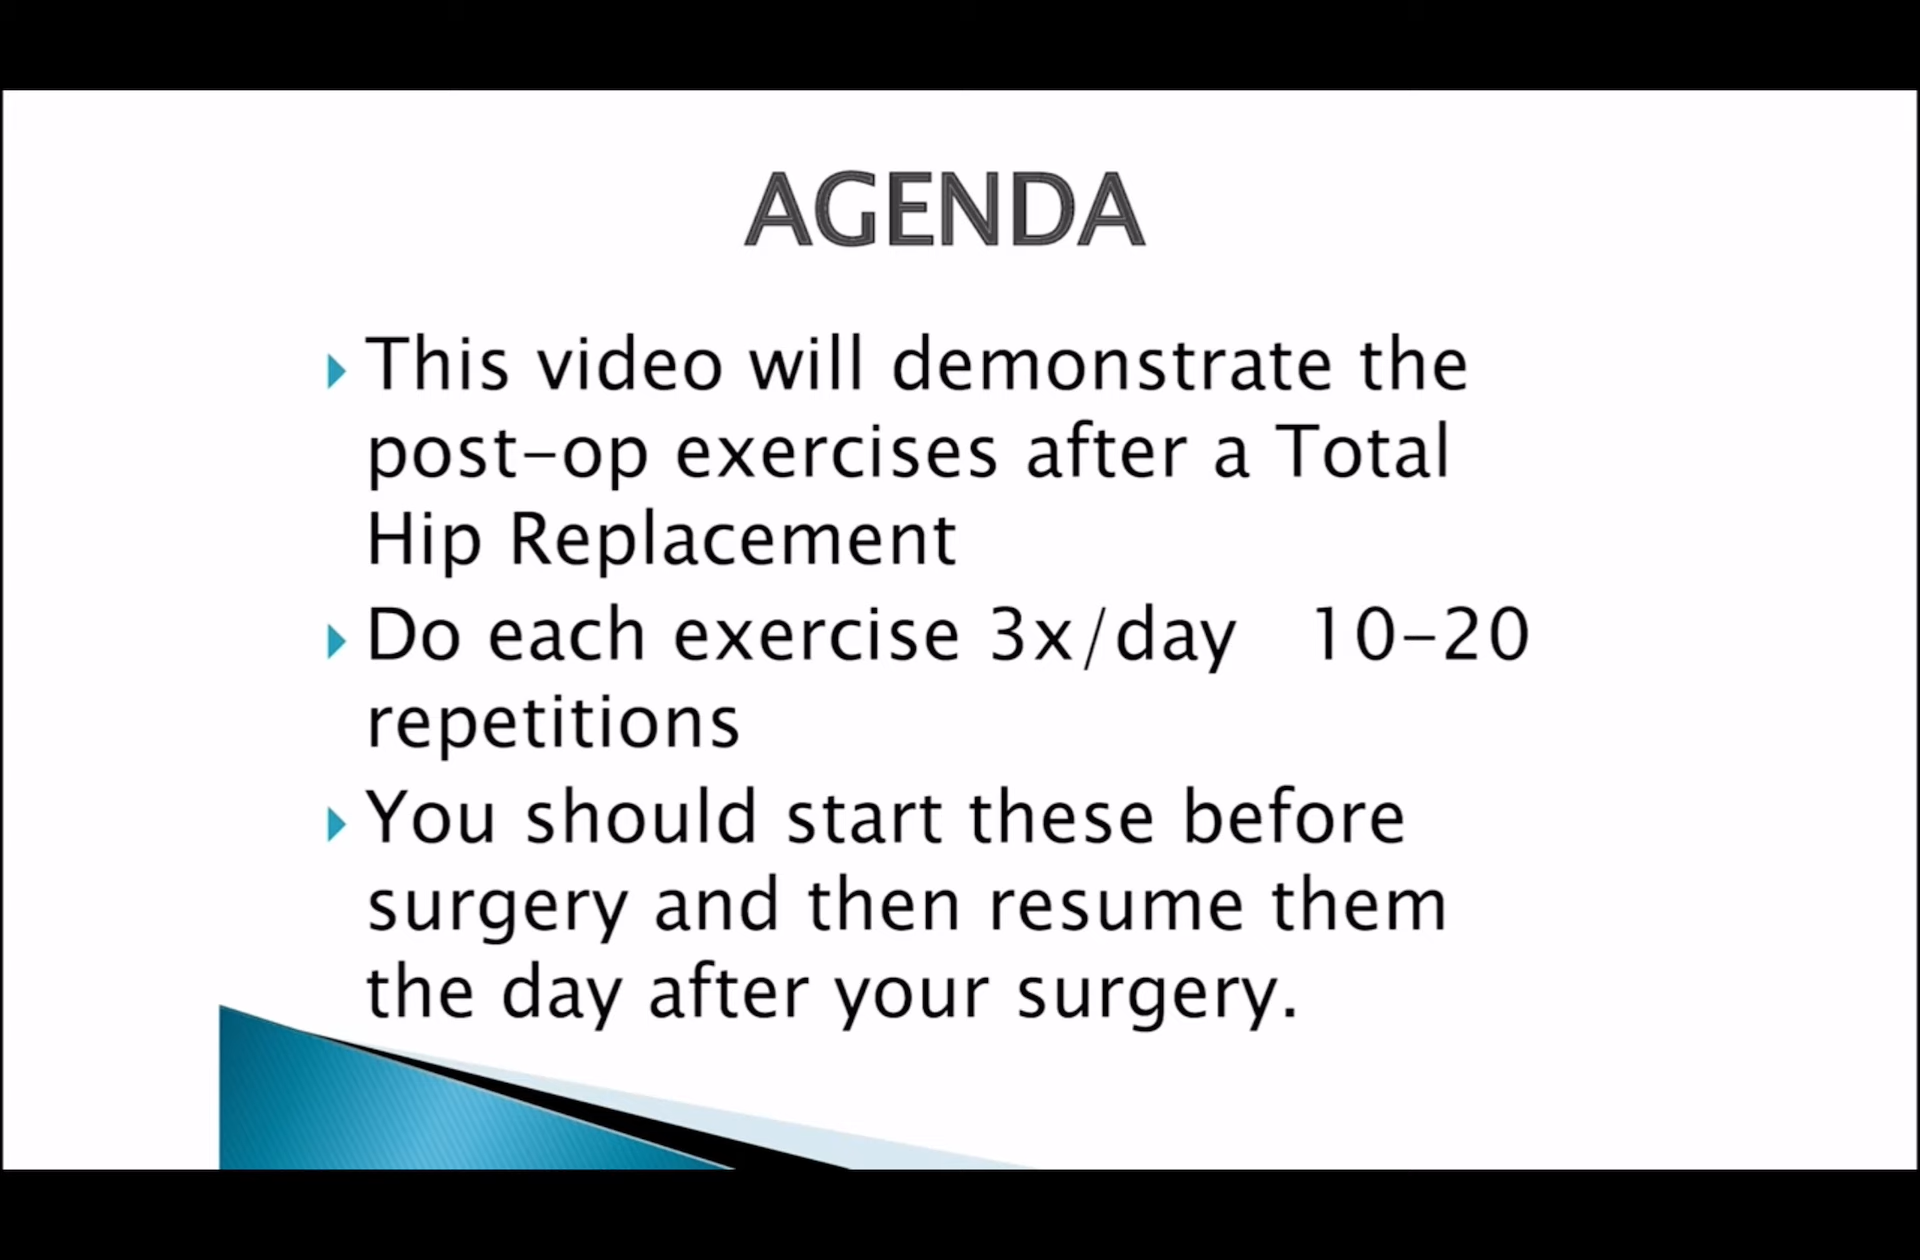 AGENDA
This video will demonstrate the
post-op exercises after a Total
Hip Replacement
Do each exercise 3x/day 10-20
repetitions
You should start these before
surgery and then resume them
the day after your surgery.